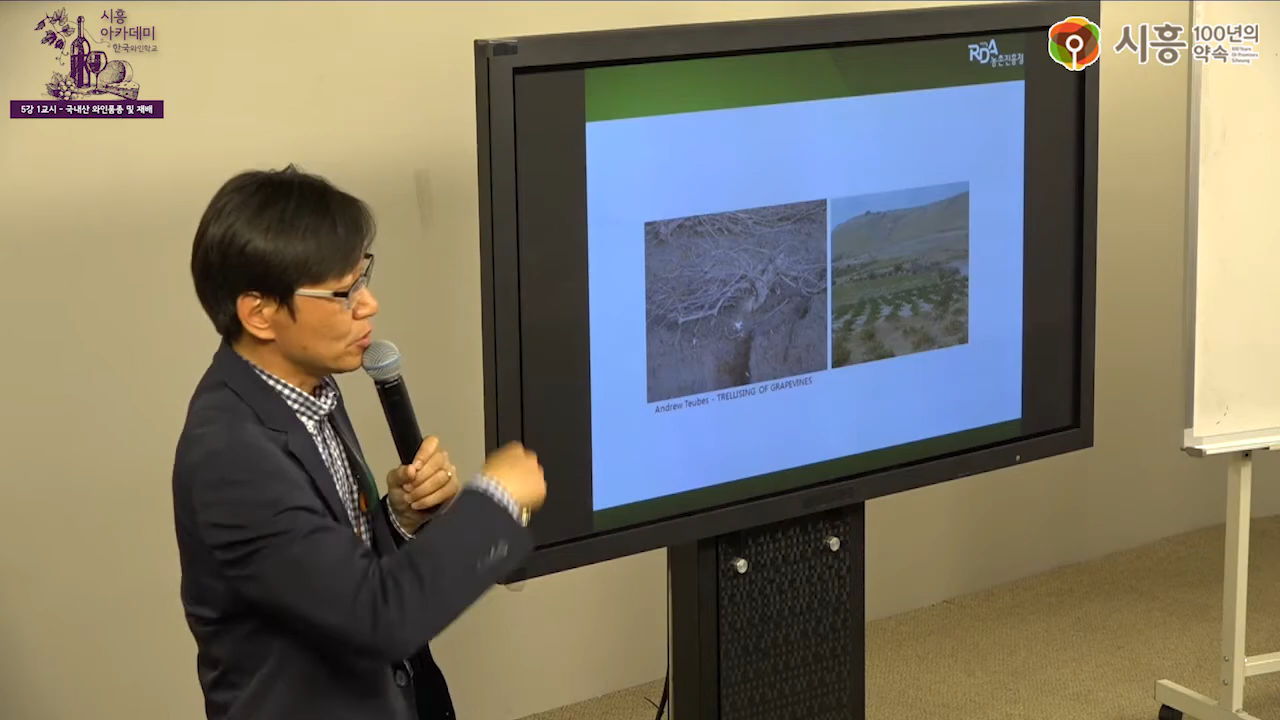 시흥
아카데미
한국와인학교
5강 1교시 - 국내산 와인품종 및 재배
시흥 100년의
약속
RDA
농촌진흥청
Andrew Teubes - TRELLISING OF GRAPEVINES